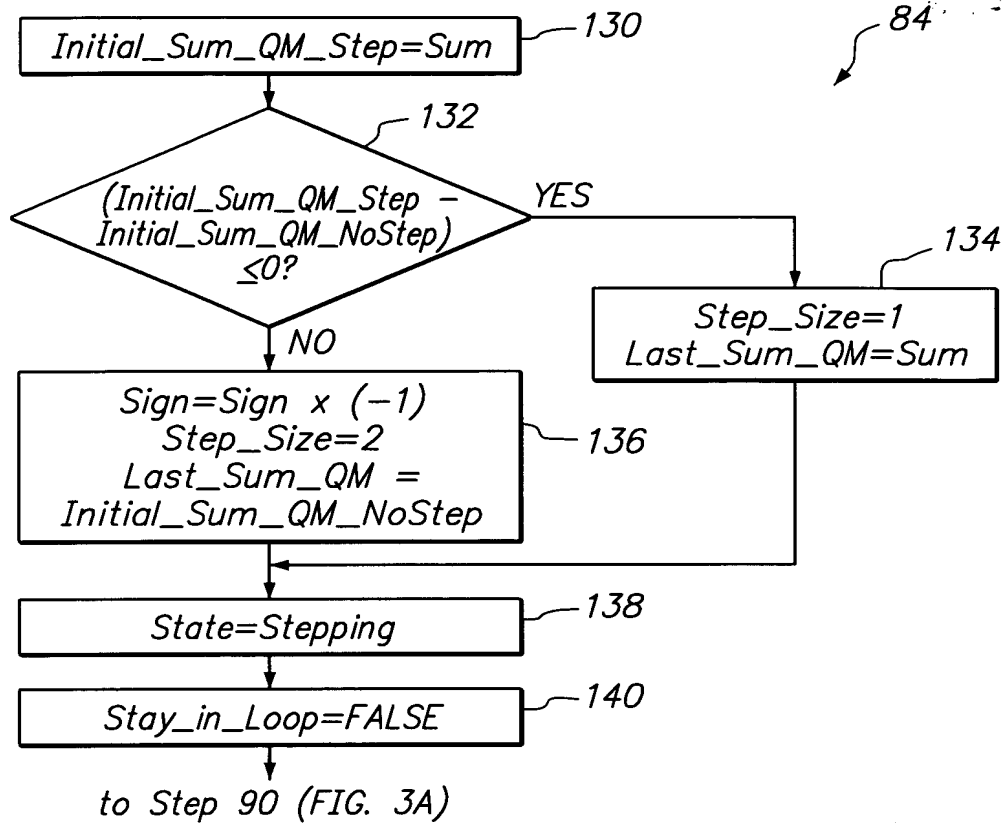 84
Initial_Sum_QM_Step=Sum
130
132
(Initial_Sum_QM_Step –
Initial_Sum_QM_NoStep)
≤0?
YES
NO
134
Step_Size=1
Last_Sum_QM=Sum
Sign=Sign x (–1)
Step_Size=2
Last_Sum_QM =
Initial_Sum_QM_NoStep
136
State=Stepping
138
Stay_in_Loop=FALSE
140
to Step 90 (FIG. 3A)